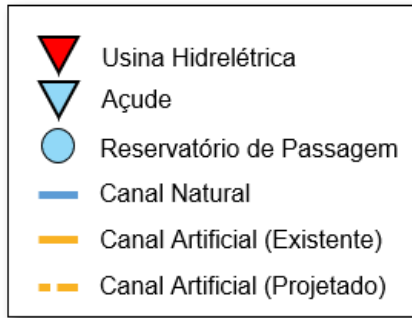 Usina Hidrelétrica
Açude
Reservatório de Passagem
Canal Natural
Canal Artificial (Existente)
Canal Artificial (Projetado)